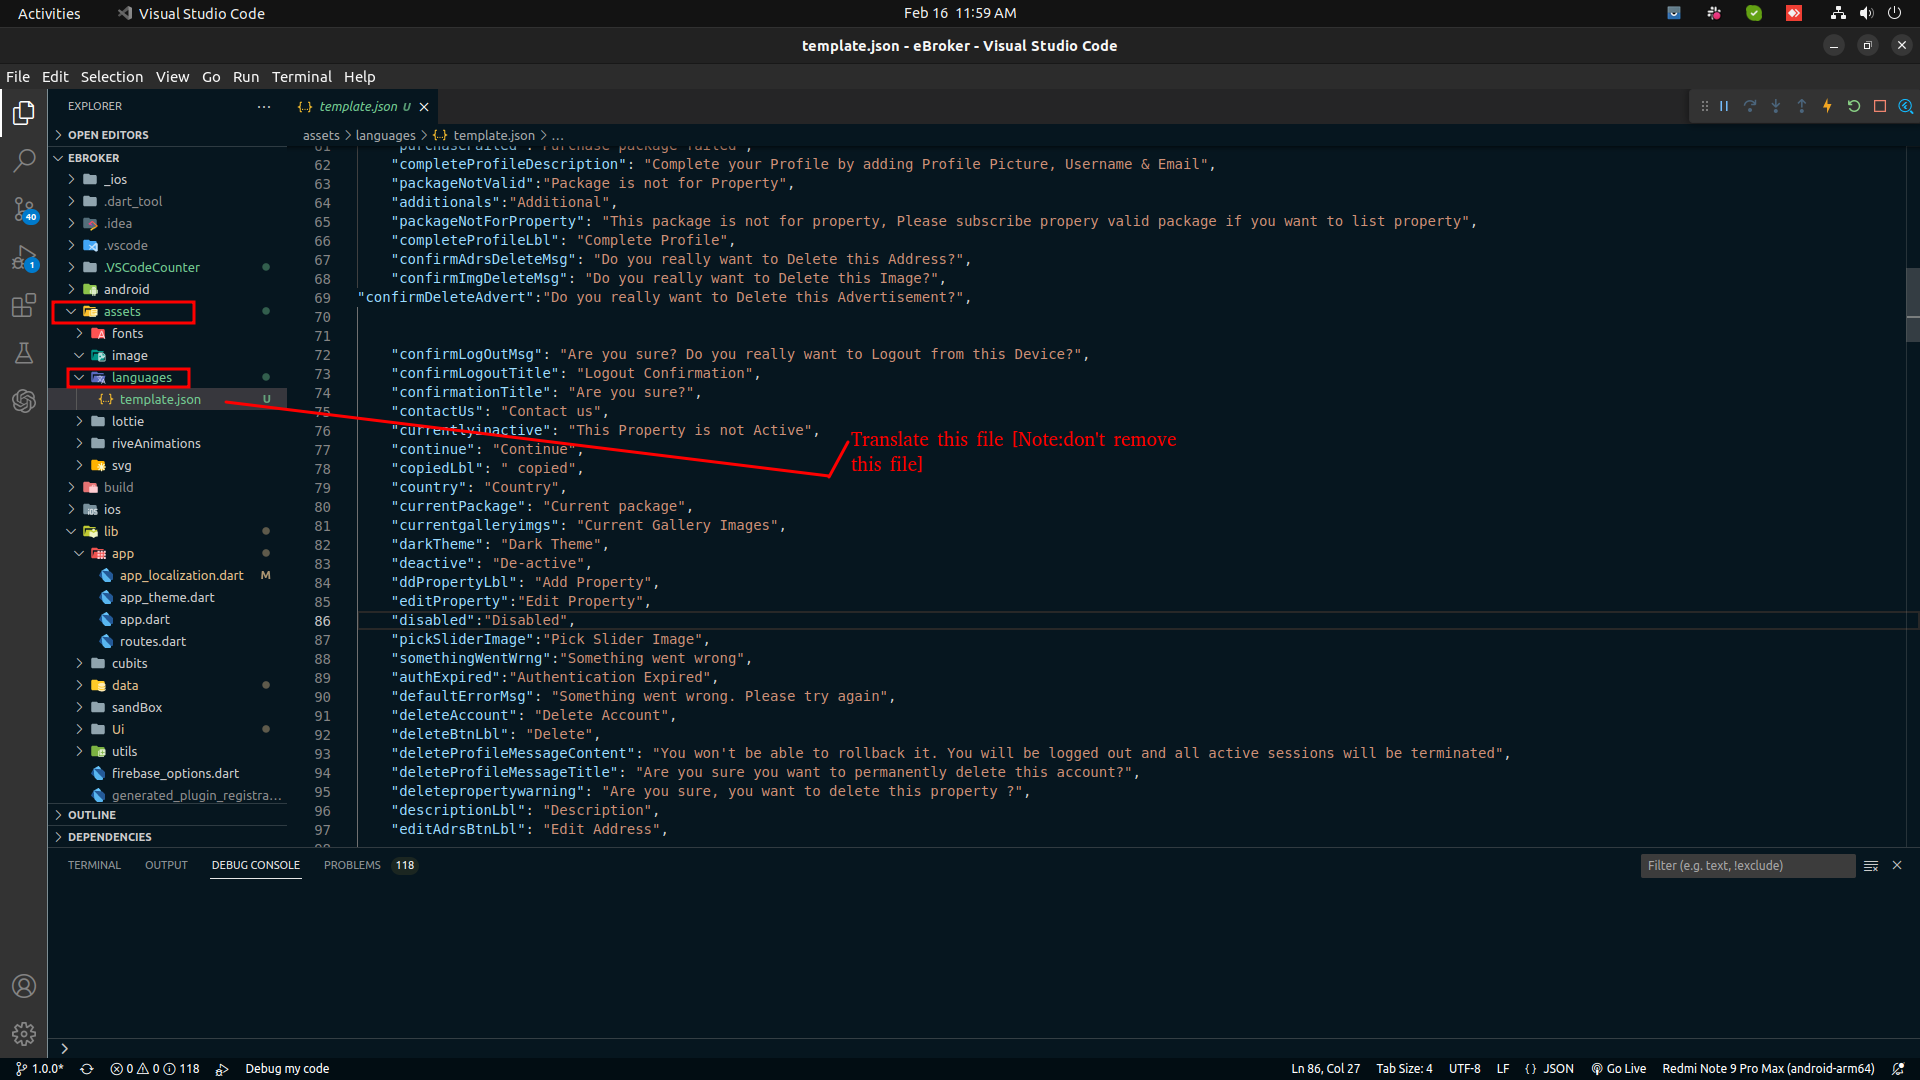 Activities
Visual Studio Code
Feb 16 11:59 AM
template.json - eBroker - Visual Studio Code
File Edit Selection View Go Run Terminal Help
EXPLORER
template.json U
OPEN EDITORS
assets > languages > {..} template.json > ...
EBROKER
_ios
.dart_tool
.idea
.vscode
.VSCodeCounter
android
assets
fonts
image
languages
template.json U
lottie
riveAnimations
svg
build
ios
lib
app
app_localization.dart M
app_theme.dart
app.dart
routes.dart
cubits
data
sandBox
Ui
utils
firebase_options.dart
generated_plugin_registra...
OUTLINE
DEPENDENCIES
40
1
61 "purchaseFailed":"Purchase package failed",
62 "completeProfileDescription": "Complete your Profile by adding Profile Picture, Username & Email",
63 "packageNotValid":"Package is not for Property",
64 "additionals":"Additional",
65 "packageNotForProperty": "This package is not for property, Please subscribe propery valid package if you want to list property",
66 "completeProfileLbl": "Complete Profile",
67 "confirmAdrsDeleteMsg": "Do you really want to Delete this Address?",
68 "confirmImgDeleteMsg": "Do you really want to Delete this Image?",
69 "confirmDeleteAdvert":"Do you really want to Delete this Advertisement?",
70
71
72 "confirmLogOutMsg": "Are you sure? Do you really want to Logout from this Device?",
73 "confirmLogoutTitle": "Logout Confirmation",
74 "confirmationTitle": "Are you sure?",
75 "contactUs": "Contact us",
76 "currentlyinactive": "This Property is not Active",
77 "continue": "Continue",
78 "copiedLbl": " copied",
79 "country": "Country",
80 "currentPackage": "Current package",
81 "currentgalleryimgs": "Current Gallery Images",
82 "darkTheme": "Dark Theme",
83 "deactive": "De-active",
84 "ddPropertyLbl": "Add Property",
85 "editProperty":"Edit Property",
86 "disabled":"Disabled",
87 "pickSliderImage":"Pick Slider Image",
88 "somethingWentWrng":"Something went wrong",
89 "authExpired":"Authentication Expired",
90 "defaultErrorMsg": "Something went wrong. Please try again",
91 "deleteAccount": "Delete Account",
92 "deleteBtnLbl": "Delete",
93 "deleteProfileMessageContent": "You won't be able to rollback it. You will be logged out and all active sessions will be terminated",
94 "deleteProfileMessageTitle": "Are you sure you want to permanently delete this account?",
95 "deletepropertywarning": "Are you sure, you want to delete this property ?",
96 "descriptionLbl": "Description",
97 "editAdrsBtnLbl": "Edit Address",
Translate this file [Note:don't remove
this file]
TERMINAL OUTPUT DEBUG CONSOLE PROBLEMS 118
Filter (e.g. text, !exclude)
1.0.0* 0 0 118 Debug my code
Ln 86, Col 27 Tab Size: 4 UTF-8 LF {} JSON Go Live Redmi Note 9 Pro Max (android-arm64)